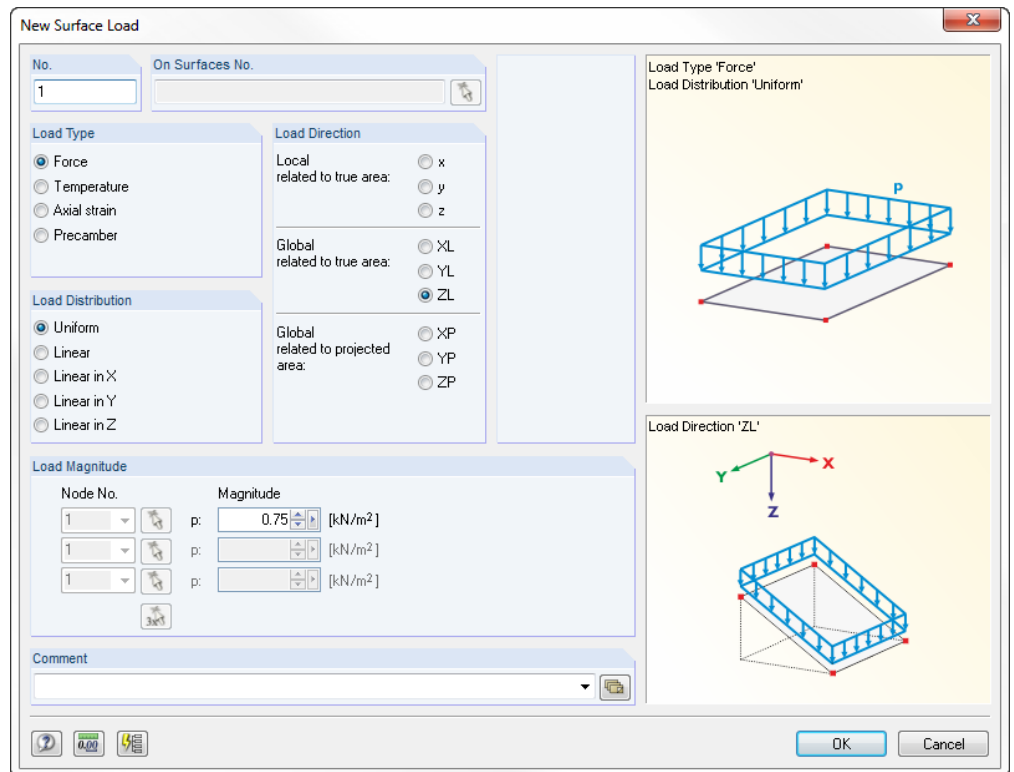 New Surface Load
No.
On Surfaces No.
1
Load Type
Force
Temperature
Axial strain
Precamber
Load Direction
Local
related to true area:
x
y
z
Global
related to true area:
XL
YL
ZL
Global
related to projected
area:
XP
YP
ZP
Load Distribution
Uniform
Linear
Linear in X
Linear in Y
Linear in Z
Load Magnitude
Node No.
Magnitude
1 p: 0.75 [kN/m²]
1 p: [kN/m²]
1 p: [kN/m²]
3x
Comment
Load Type 'Force'
Load Distribution 'Uniform'
p
Load Direction 'ZL'
X
Y
Z
0.00
OK
Cancel